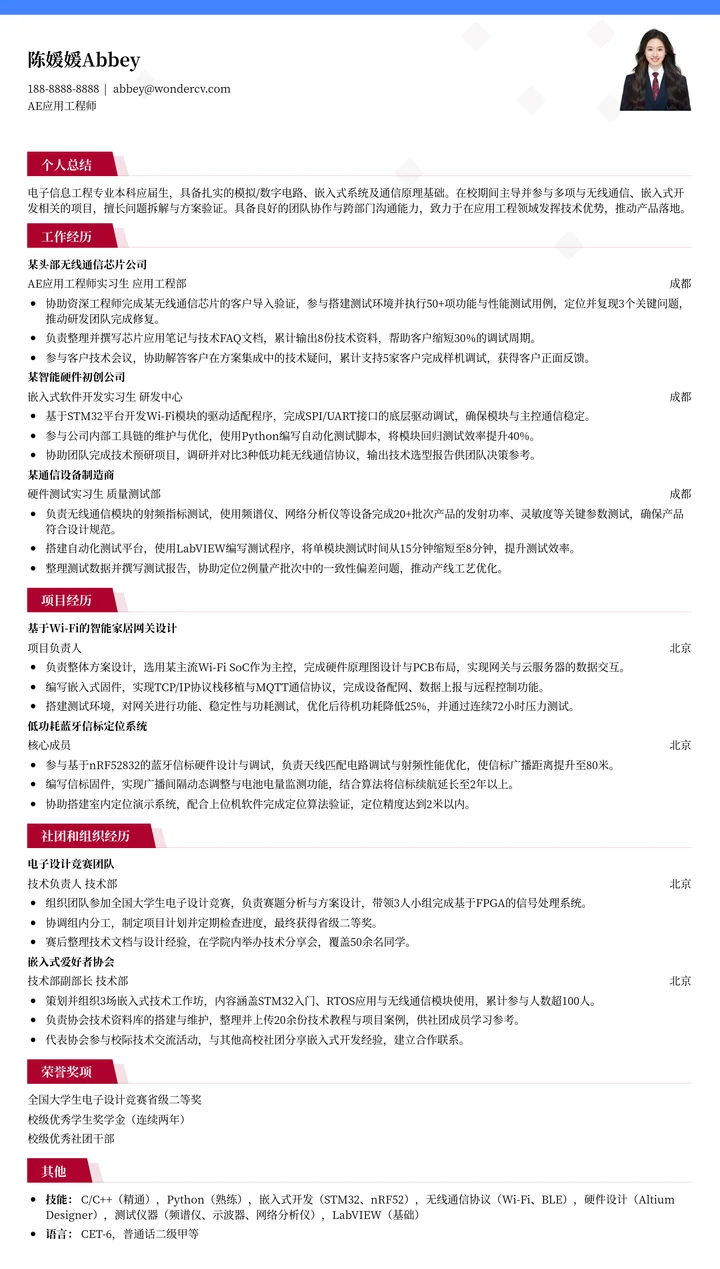 陈媛媛Abbey
188-8888-8888 | abbey@wondercv.com
AE应用工程师
个人总结
电子信息工程专业本科应届生，具备扎实的模拟/数字电路、嵌入式系统及通信原理基础。在校期间主导并参与多项与无线通信、嵌入式开
发相关的项目，擅长问题拆解与方案验证。具备良好的团队协作与跨部门沟通能力，致力于在应用工程领域发挥技术优势，推动产品落地。
工作经历
某头部无线通信芯片公司
AE应用工程师实习生 应用工程部 成都
• 协助资深工程师完成某无线通信芯片的客户导入验证，参与搭建测试环境并执行50+项功能与性能测试用例，定位并复现3个关键问题，
推动研发团队完成修复。
• 负责整理并撰写芯片应用笔记与技术FAQ文档，累计输出8份技术资料，帮助客户缩短30%的调试周期。
• 参与客户技术会议，协助解答客户在方案集成中的技术疑问，累计支持5家客户完成样机调试，获得客户正面反馈。
某智能硬件初创公司
嵌入式软件开发实习生 研发中心 成都
• 基于STM32平台开发Wi-Fi模块的驱动适配程序，完成SPI/UART接口的底层驱动调试，确保模块与主控通信稳定。
• 参与公司内部工具链的维护与优化，使用Python编写自动化测试脚本，将模块回归测试效率提升40%。
• 协助团队完成技术预研项目，调研并对比3种低功耗无线通信协议，输出技术选型报告供团队决策参考。
某通信设备制造商
硬件测试实习生 质量测试部 成都
• 负责无线通信模块的射频指标测试，使用频谱仪、网络分析仪等设备完成20+批次产品的发射功率、灵敏度等关键参数测试，确保产品
符合设计规范。
• 搭建自动化测试平台，使用LabVIEW编写测试程序，将单模块测试时间从15分钟缩短至8分钟，提升测试效率。
• 整理测试数据并撰写测试报告，协助定位2例量产批次中的一致性偏差问题，推动产线工艺优化。
项目经历
基于Wi-Fi的智能家居网关设计
项目负责人 北京
• 负责整体方案设计，选用某主流Wi-Fi SoC作为主控，完成硬件原理图设计与PCB布局，实现网关与云服务器的数据交互。
• 编写嵌入式固件，实现TCP/IP协议栈移植与MQTT通信协议，完成设备配网、数据上报与远程控制功能。
• 搭建测试环境，对网关进行功能、稳定性与功耗测试，优化后待机功耗降低25%，并通过连续72小时压力测试。
低功耗蓝牙信标定位系统
核心成员 北京
• 参与基于nRF52832的蓝牙信标硬件设计与调试，负责天线匹配电路调试与射频性能优化，使信标广播距离提升至80米。
• 编写信标固件，实现广播间隔动态调整与电池电量监测功能，结合算法将信标续航延长至2年以上。
• 协助搭建室内定位演示系统，配合上位机软件完成定位算法验证，定位精度达到2米以内。
社团和组织经历
电子设计竞赛团队
技术负责人 技术部 北京
• 组织团队参加全国大学生电子设计竞赛，负责赛题分析与方案设计，带领3人小组完成基于FPGA的信号处理系统。
• 协调组内分工，制定项目计划并定期检查进度，最终获得省级二等奖。
• 赛后整理技术文档与设计经验，在学院内举办技术分享会，覆盖50余名同学。
嵌入式爱好者协会
技术部副部长 技术部 北京
• 策划并组织3场嵌入式技术工作坊，内容涵盖STM32入门、RTOS应用与无线通信模块使用，累计参与人数超100人。
• 负责协会技术资料库的搭建与维护，整理并上传20余份技术教程与项目案例，供社团成员学习参考。
• 代表协会参与校际技术交流活动，与其他高校社团分享嵌入式开发经验，建立合作联系。
荣誉奖项
全国大学生电子设计竞赛省级二等奖
校级优秀学生奖学金（连续两年）
校级优秀社团干部
其他
• 技能： C/C++（精通），Python（熟练），嵌入式开发（STM32、nRF52），无线通信协议（Wi-Fi、BLE），硬件设计（Altium
Designer），测试仪器（频谱仪、示波器、网络分析仪），LabVIEW（基础）
• 语言： CET-6，普通话二级甲等